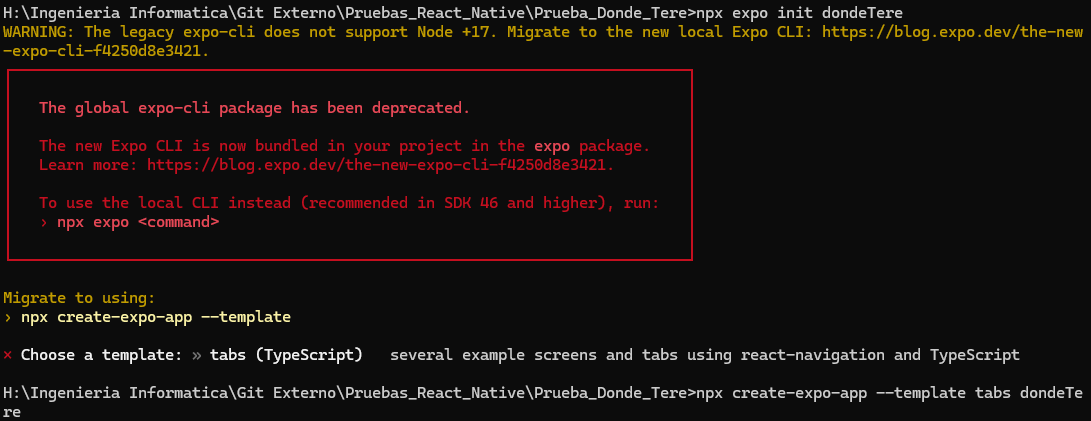 H:\Ingenieria Informatica\Git Externo\Pruebas_React_Native\Prueba_Donde_Tere>npx expo init dondeTere
WARNING: The legacy expo-cli does not support Node +17. Migrate to the new local Expo CLI: https://blog.expo.dev/the-new
-expo-cli-f4250d8e3421.
The global expo-cli package has been deprecated.
The new Expo CLI is now bundled in your project in the expo package.
Learn more: https://blog.expo.dev/the-new-expo-cli-f4250d8e3421.
To use the local CLI instead (recommended in SDK 46 and higher), run:
› npx expo <command>
Migrate to using:
› npx create-expo-app --template
× Choose a template: » tabs (TypeScript)   several example screens and tabs using react-navigation and TypeScript
H:\Ingenieria Informatica\Git Externo\Pruebas_React_Native\Prueba_Donde_Tere>npx create-expo-app --template tabs dondeTe
re